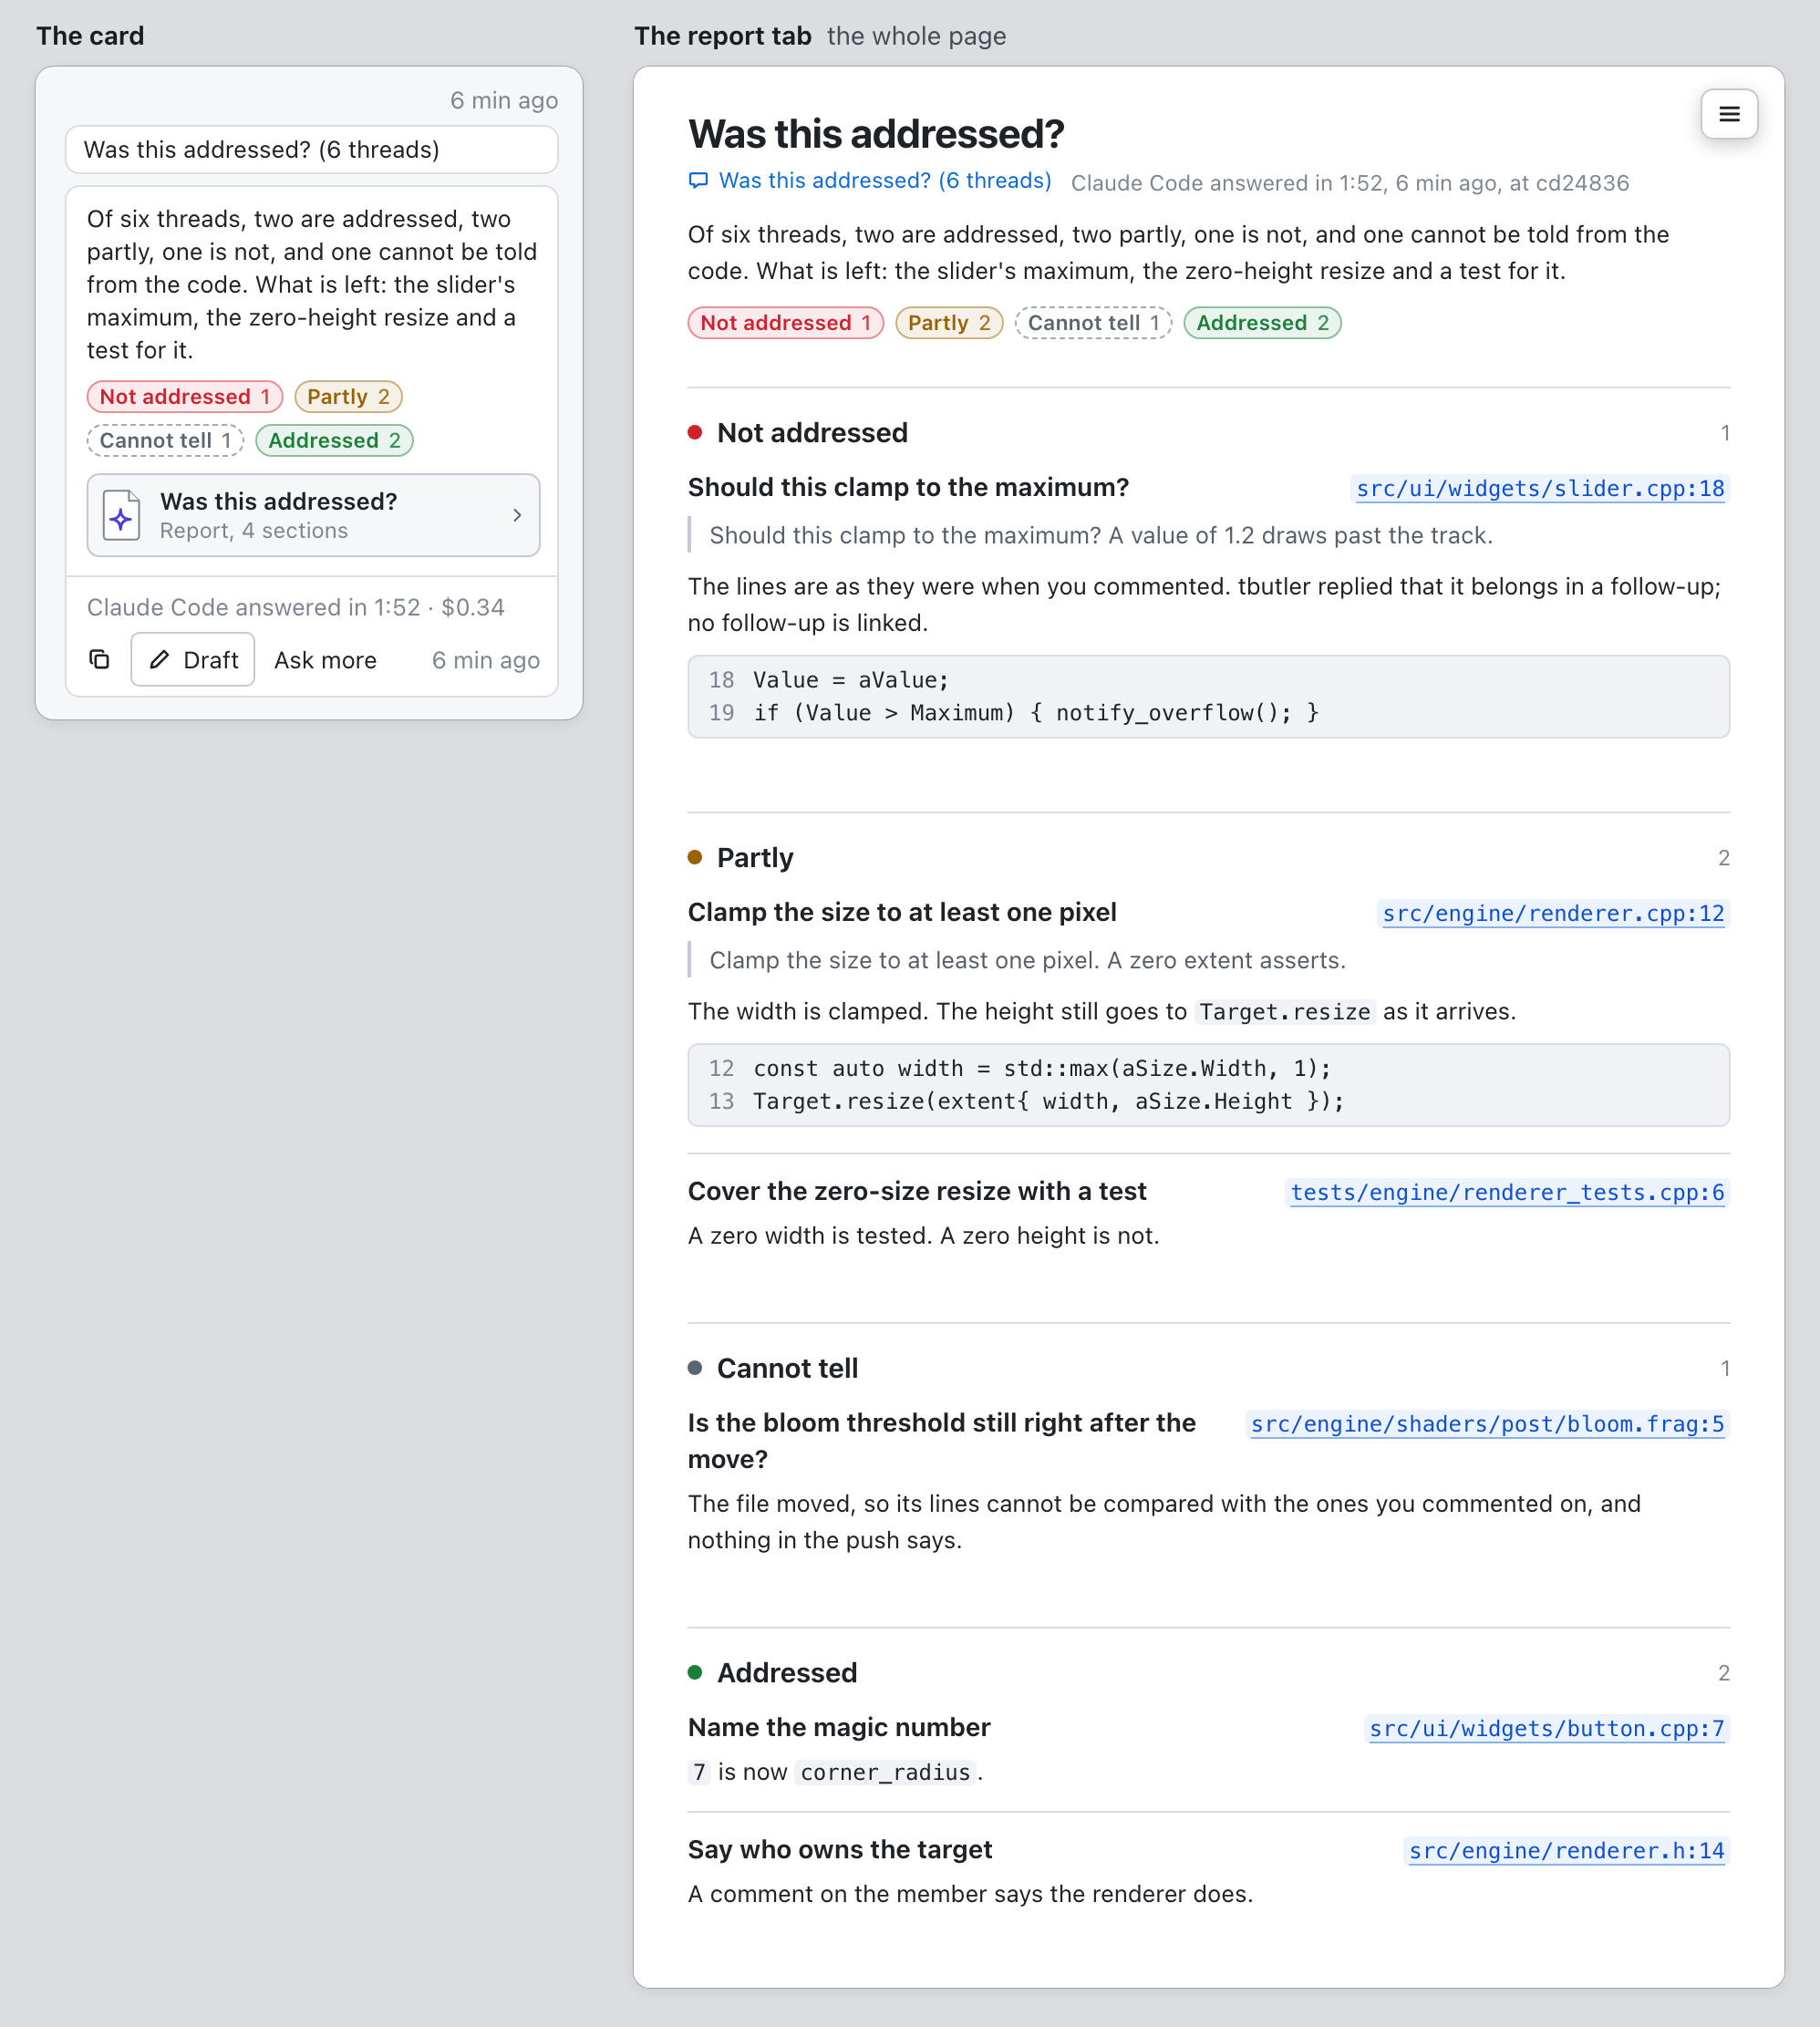 The card
6 min ago
Was this addressed? (6 threads)
Of six threads, two are addressed, two
partly, one is not, and one cannot be told
from the code. What is left: the slider's
maximum, the zero-height resize and a
test for it.
Not addressed 1 Partly 2
Cannot tell 1 Addressed 2
Was this addressed?
Report, 4 sections
Claude Code answered in 1:52 · $0.34
Draft Ask more 6 min ago
The report tab the whole page
Was this addressed?
Was this addressed? (6 threads) Claude Code answered in 1:52, 6 min ago, at cd24836
Of six threads, two are addressed, two partly, one is not, and one cannot be told from the
code. What is left: the slider's maximum, the zero-height resize and a test for it.
Not addressed 1 Partly 2 Cannot tell 1 Addressed 2
Not addressed 1
Should this clamp to the maximum? src/ui/widgets/slider.cpp:18
Should this clamp to the maximum? A value of 1.2 draws past the track.
The lines are as they were when you commented. tbutler replied that it belongs in a follow-up;
no follow-up is linked.
18 Value = aValue;
19 if (Value > Maximum) { notify_overflow(); }
Partly 2
Clamp the size to at least one pixel src/engine/renderer.cpp:12
Clamp the size to at least one pixel. A zero extent asserts.
The width is clamped. The height still goes to Target.resize as it arrives.
12 const auto width = std::max(aSize.Width, 1);
13 Target.resize(extent{ width, aSize.Height });
Cover the zero-size resize with a test tests/engine/renderer_tests.cpp:6
A zero width is tested. A zero height is not.
Cannot tell 1
Is the bloom threshold still right after the src/engine/shaders/post/bloom.frag:5
move?
The file moved, so its lines cannot be compared with the ones you commented on, and
nothing in the push says.
Addressed 2
Name the magic number src/ui/widgets/button.cpp:7
7 is now corner_radius.
Say who owns the target src/engine/renderer.h:14
A comment on the member says the renderer does.